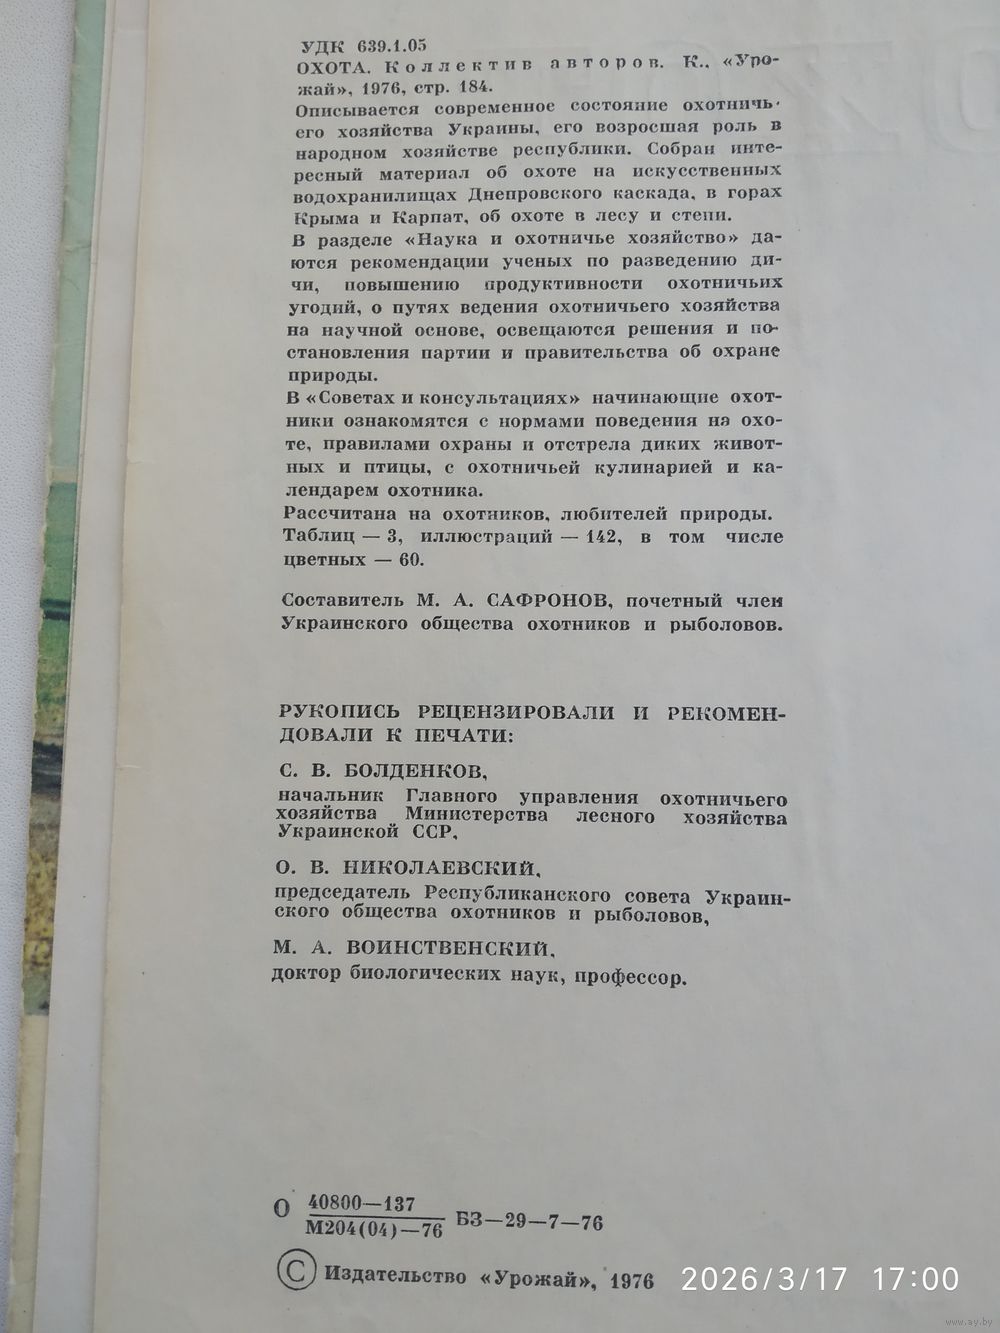 УДК 639.1.05
ОХОТА. Коллектив авторов. К., «Уро-
жай», 1976, стр. 184.
Описывается современное состояние охотничь-
его хозяйства Украины, его возросшая роль в
народном хозяйстве республики. Собран инте-
ресный материал об охоте на искусственных
водохранилищах Днепровского каскада, в горах
Крыма и Карпат, об охоте в лесу и степи.
В разделе «Наука и охотничье хозяйство» да-
ются рекомендации ученых по разведению ди-
чи, повышению продуктивности охотничьих
угодий, о путях ведения охотничьего хозяйства
на научной основе, освещаются решения и по-
становления партии и правительства об охране
природы.
В «Советах и консультациях» начинающие охот-
ники ознакомятся с нормами поведения на охо-
те, правилами охраны и отстрела диких живот-
ных и птицы, с охотничьей кулинарией и ка-
лендарем охотника.
Рассчитана на охотников, любителей природы.
Таблиц — 3, иллюстраций — 142, в том числе
цветных — 60.
Составитель М. А. САФРОНОВ, почетный член
Украинского общества охотников и рыболовов.
РУКОПИСЬ РЕЦЕНЗИРОВАЛИ И РЕКОМЕН-
ДОВАЛИ К ПЕЧАТИ:
С. В. БОЛДЕНКОВ,
начальник Главного управления охотничьего
хозяйства Министерства лесного хозяйства
Украинской ССР,
О. В. НИКОЛАЕВСКИЙ,
председатель Республиканского совета Украин-
ского общества охотников и рыболовов,
М. А. ВОИНСТВЕНСКИЙ,
доктор биологических наук, профессор.
О 40800—137
М204(04)—76 БЗ—29—7—76
© Издательство «Урожай», 1976
2026/3/17 17:00
www.ay.by